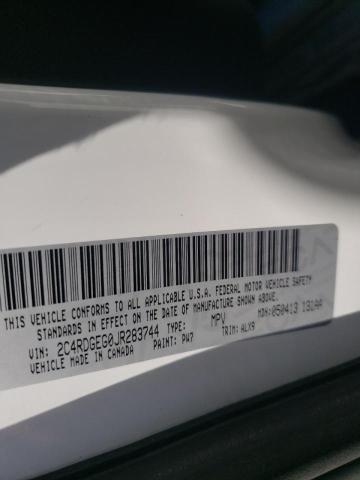 THIS VEHICLE CONFORMS TO ALL APPLICABLE U.S.A. FEDERAL MOTOR VEHICLE SAFETY
STANDARDS IN EFFECT ON THE DATE OF MANUFACTURE SHOWN ABOVE.
VIN: 2C4RDGEG0JR283744 TYPE: MPV MDH:050413 191AA
VEHICLE MADE IN CANADA PAINT: PW7 TRIM: ALX9